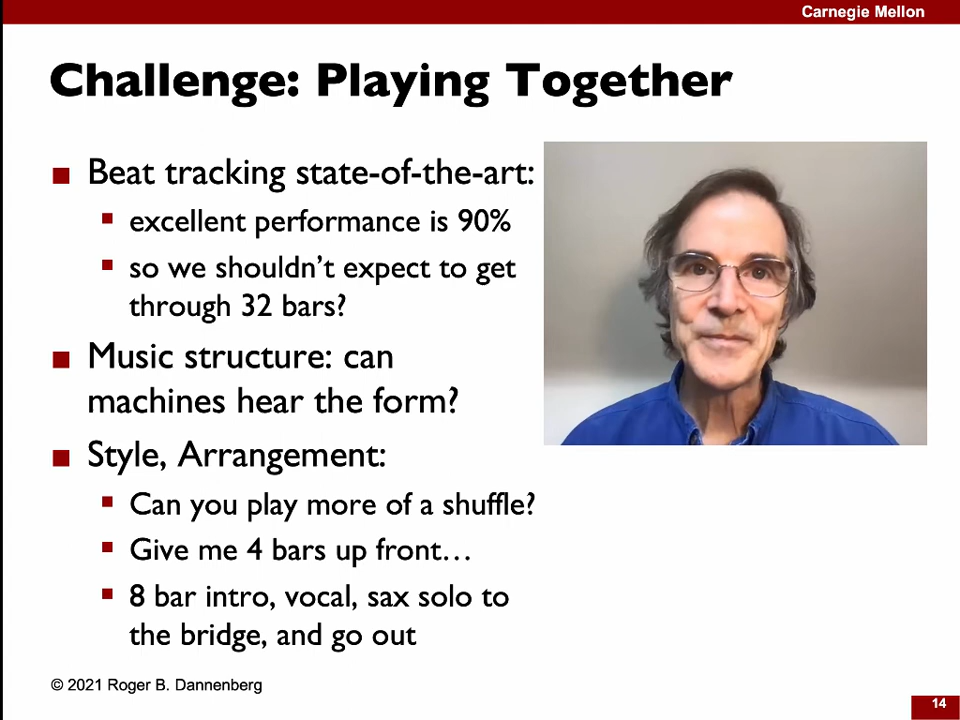 Carnegie Mellon
Challenge: Playing Together
Beat tracking state-of-the-art:
excellent performance is 90%
so we shouldn't expect to get
through 32 bars?
Music structure: can
machines hear the form?
Style, Arrangement:
Can you play more of a shuffle?
Give me 4 bars up front…
8 bar intro, vocal, sax solo to
the bridge, and go out
© 2021 Roger B. Dannenberg
14